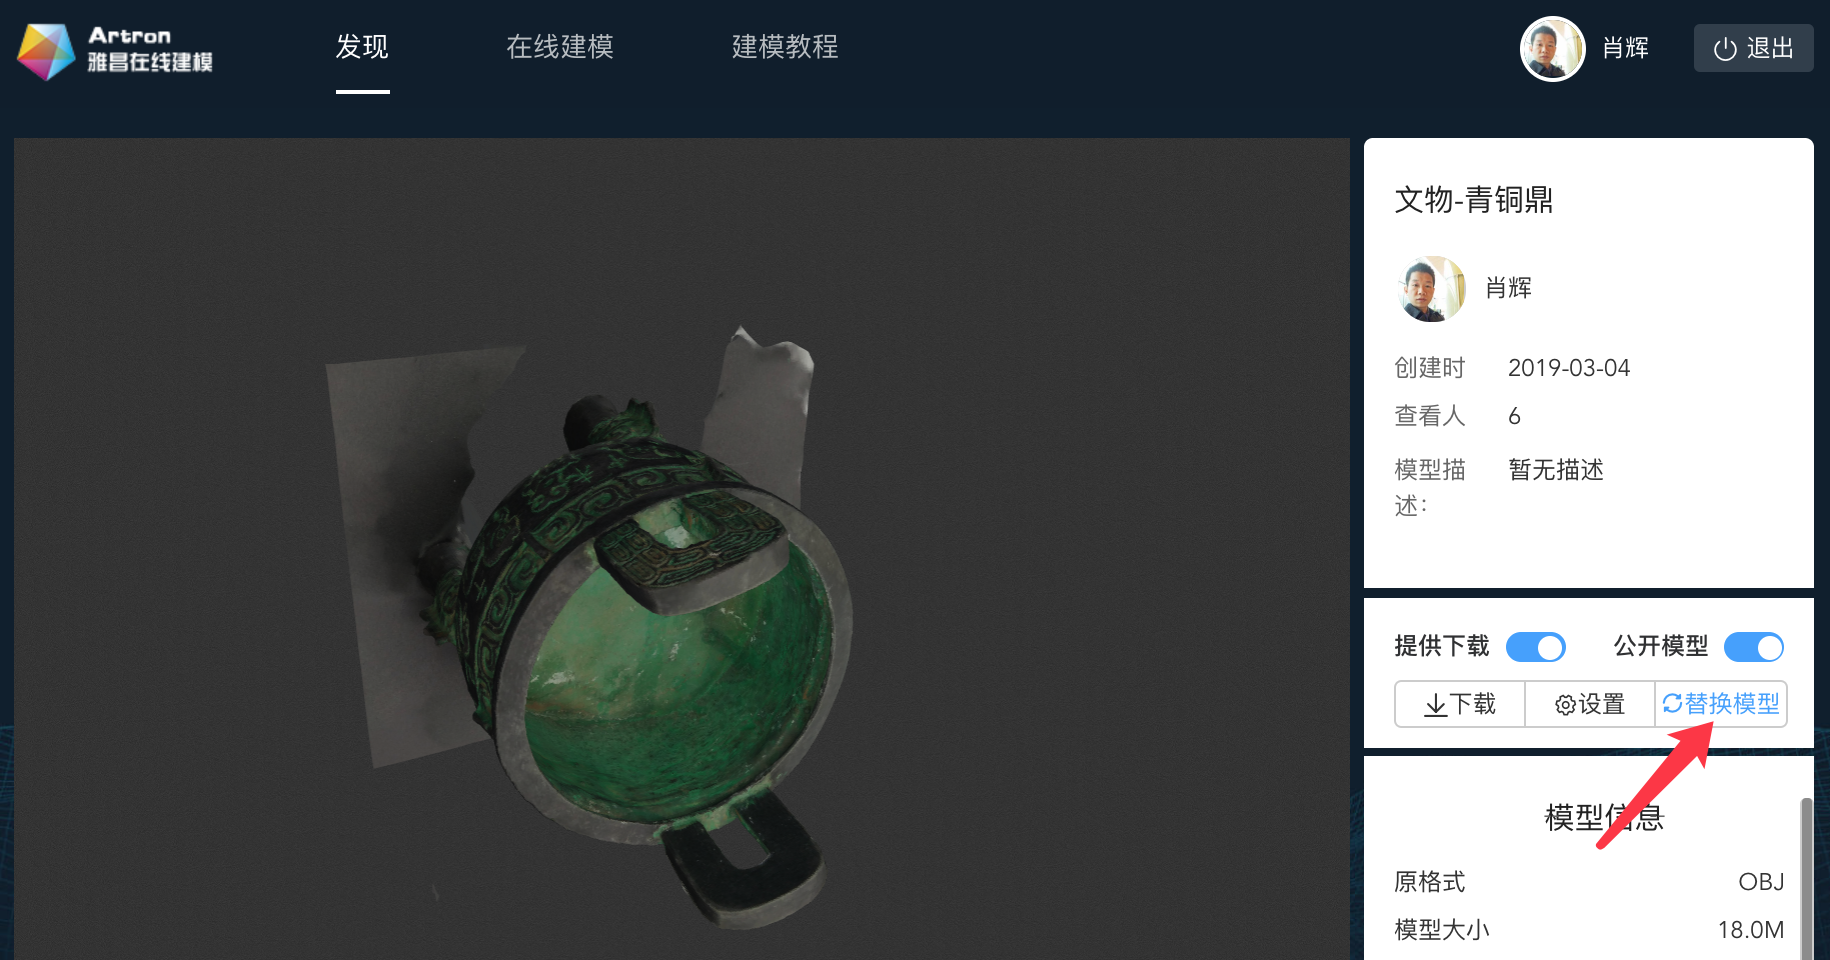 Artron
雅昌在线建模
发现
在线建模
建模教程
肖辉
退出
文物-青铜鼎
肖辉
创建时 2019-03-04
查看人 6
模型描述： 暂无描述
提供下载 公开模型
下载 设置 替换模型
模型信息
原格式 OBJ
模型大小 18.0M